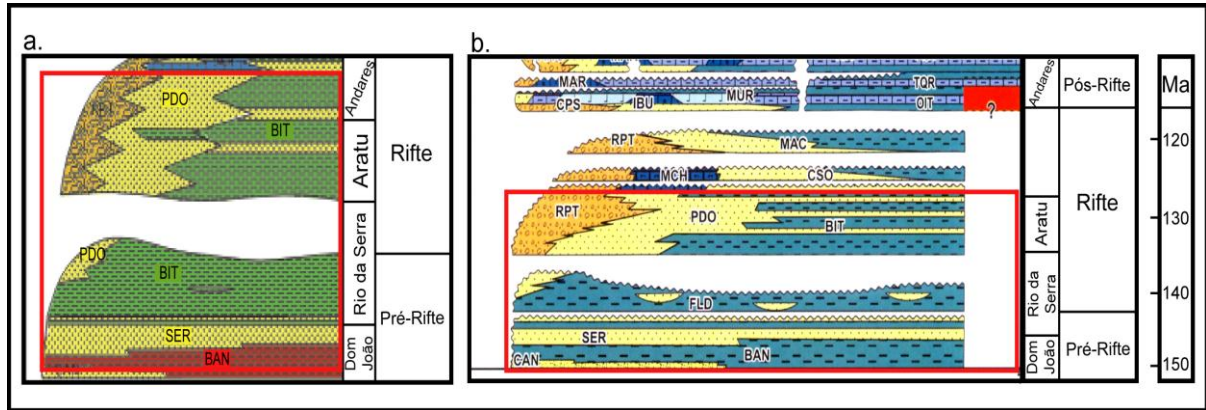 a.
PDO
BIT
PDO
BIT
SER
BAN
Andares
Aratu
Rio da Serra
Dom João
Rifte
Pré-Rifte
b.
MAR
CPS
IBU
MUR
TQR
OIT
?
RPT
MAC
MCH
CSO
RPT
PDO
BIT
FLD
SER
CAN
BAN
Andares
Aratu
Rio da
Serra
Dom
João
Pós-Rifte
Rifte
Pré-Rifte
Ma
120
130
140
150